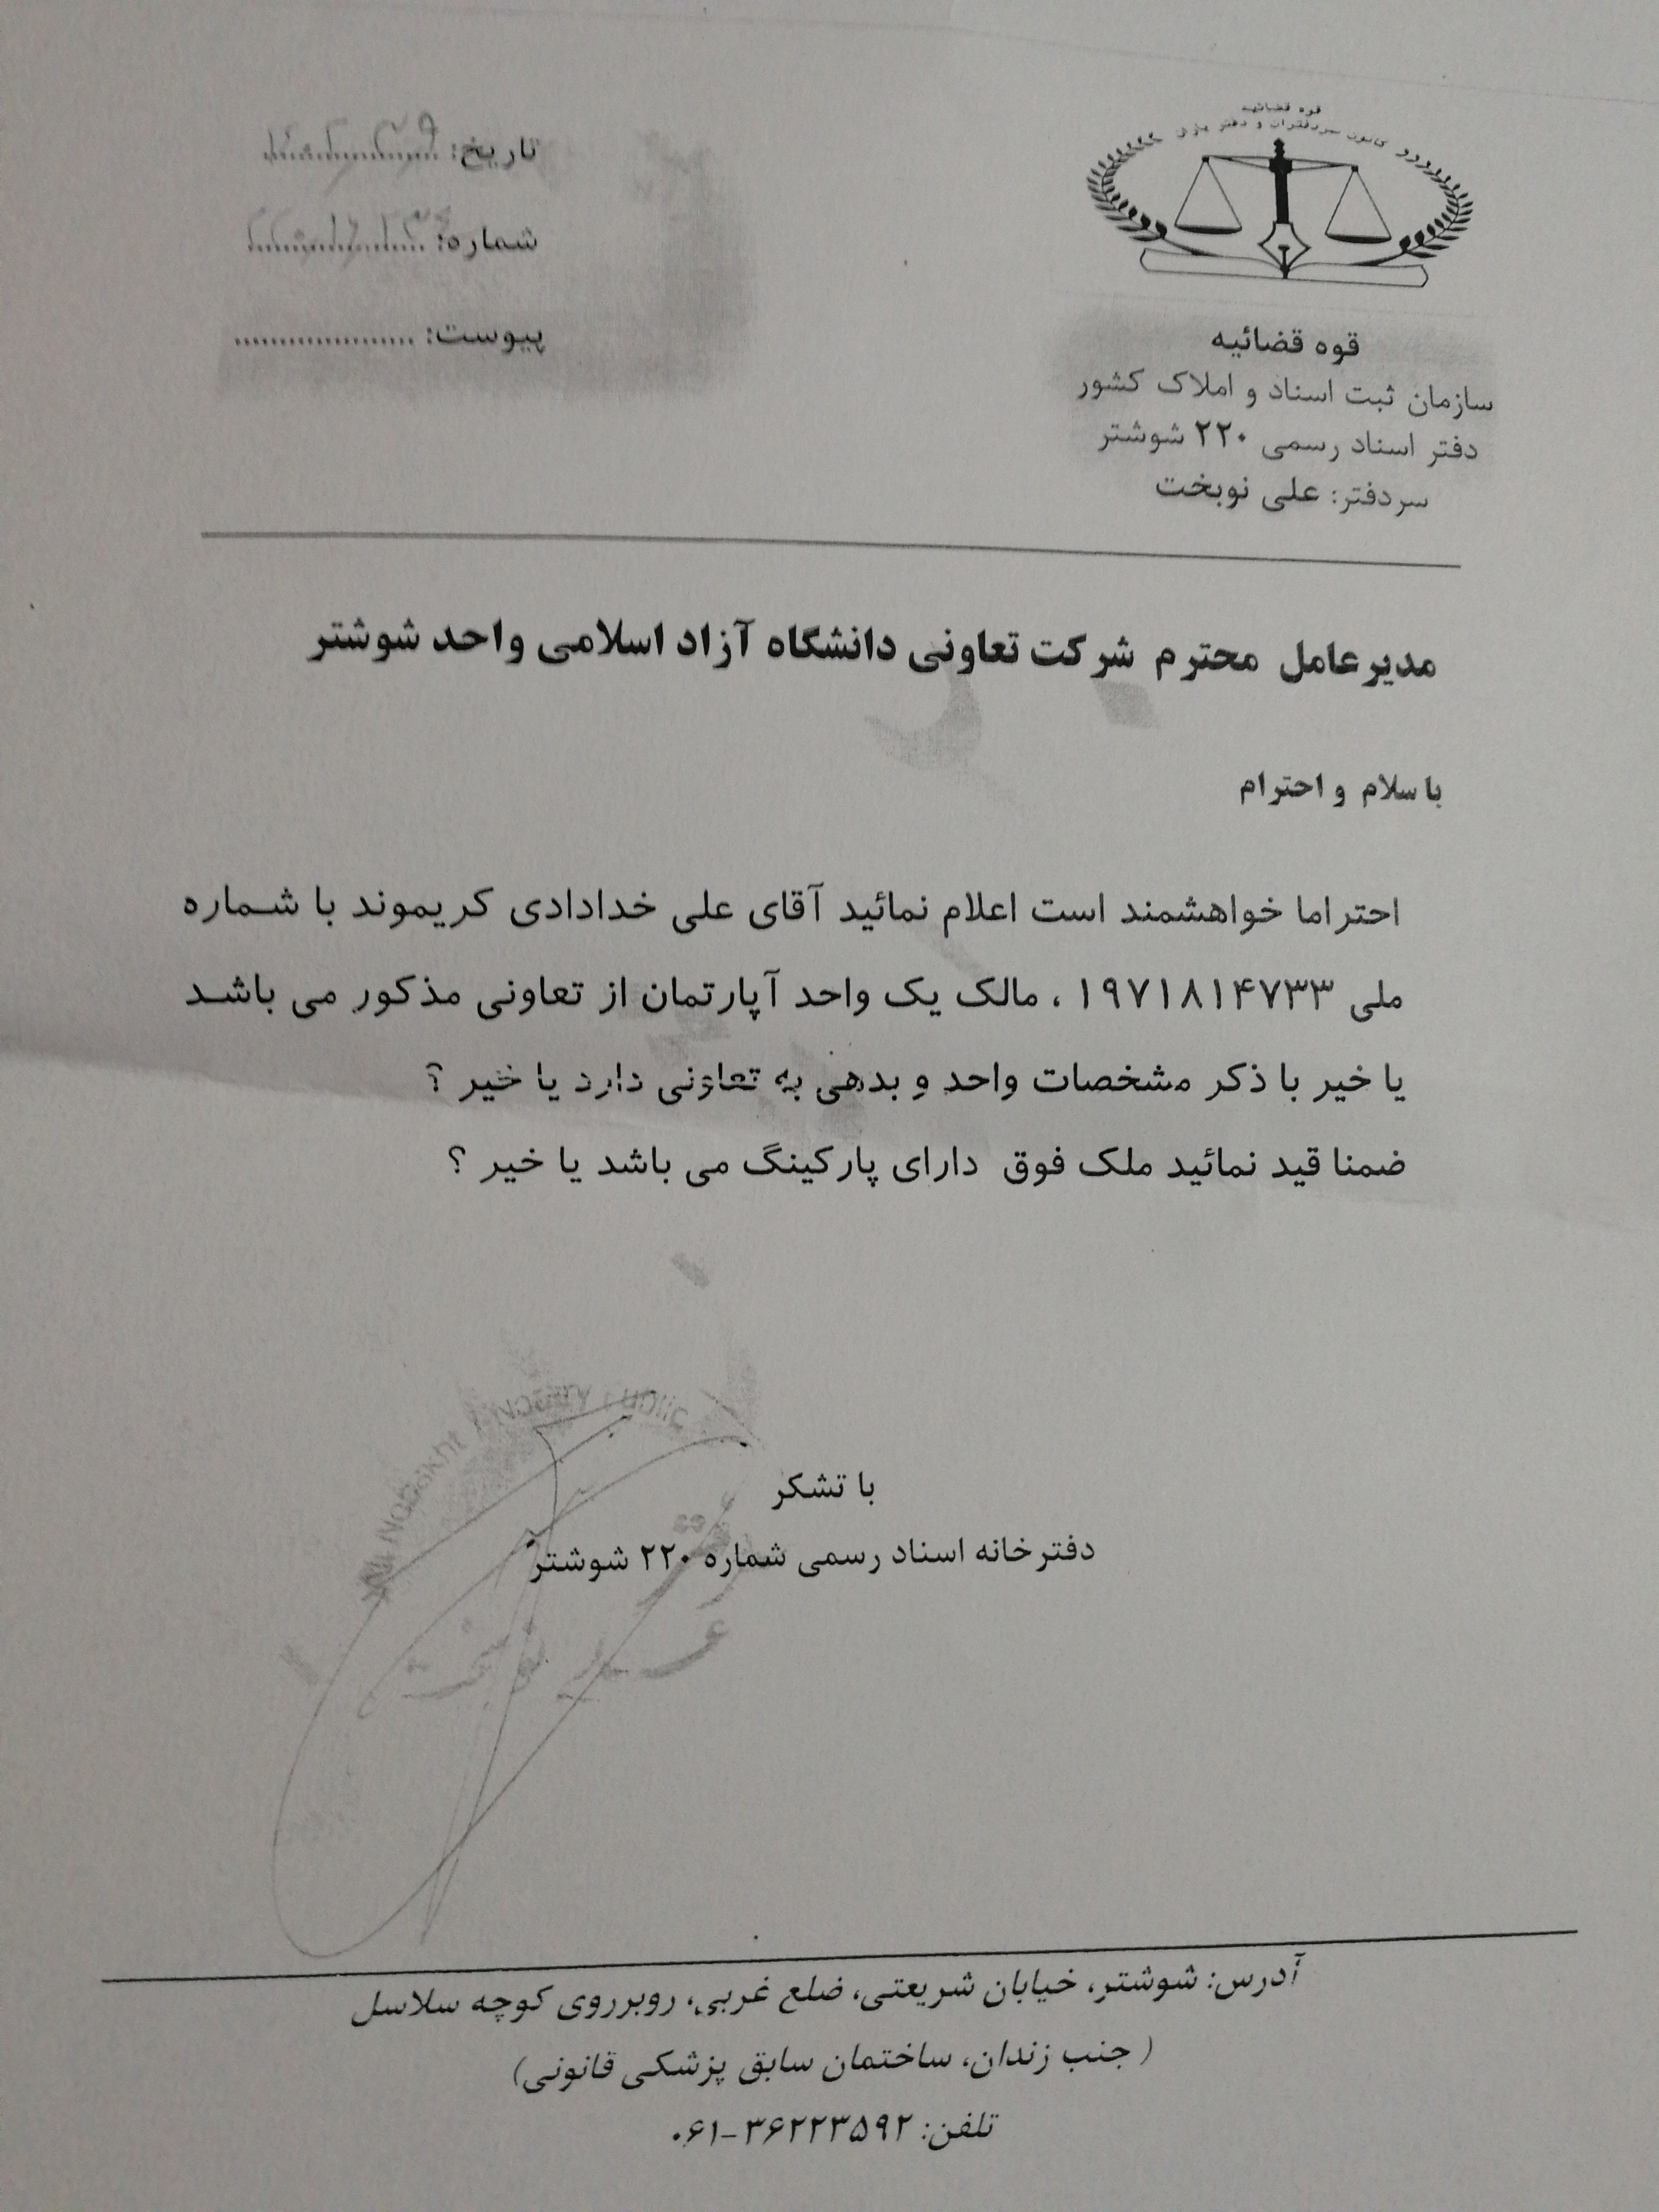 قوه قضائیه
کانون سردفتران و دفتریاران
قوه قضائیه
سازمان ثبت اسناد و املاک کشور
دفتر اسناد رسمی ۲۲۰ شوشتر
سردفتر: علی نوبخت
تاریخ:
شماره:
پیوست: ....................
مدیرعامل محترم شرکت تعاونی دانشگاه آزاد اسلامی واحد شوشتر
با سلام و احترام
احتراما خواهشمند است اعلام نمائید آقای علی خدادادی کریموند با شماره
ملی ۱۹۷۱۸۱۴۷۳۳ ، مالک یک واحد آپارتمان از تعاونی مذکور می باشد
یا خیر با ذکر مشخصات واحد و بدهی به تعاونی دارد یا خیر ؟
ضمنا قید نمائید ملک فوق دارای پارکینگ می باشد یا خیر ؟
Ali Nobakht Notary Public
با تشکر
دفترخانه اسناد رسمی شماره ۲۲۰ شوشتر
علی نوبخت
آدرس: شوشتر، خیابان شریعتی، ضلع غربی، روبرروی کوچه سلاسل
( جنب زندان، ساختمان سابق پزشکی قانونی)
تلفن: ۳۶۲۲۳۵۹۲-۰۶۱